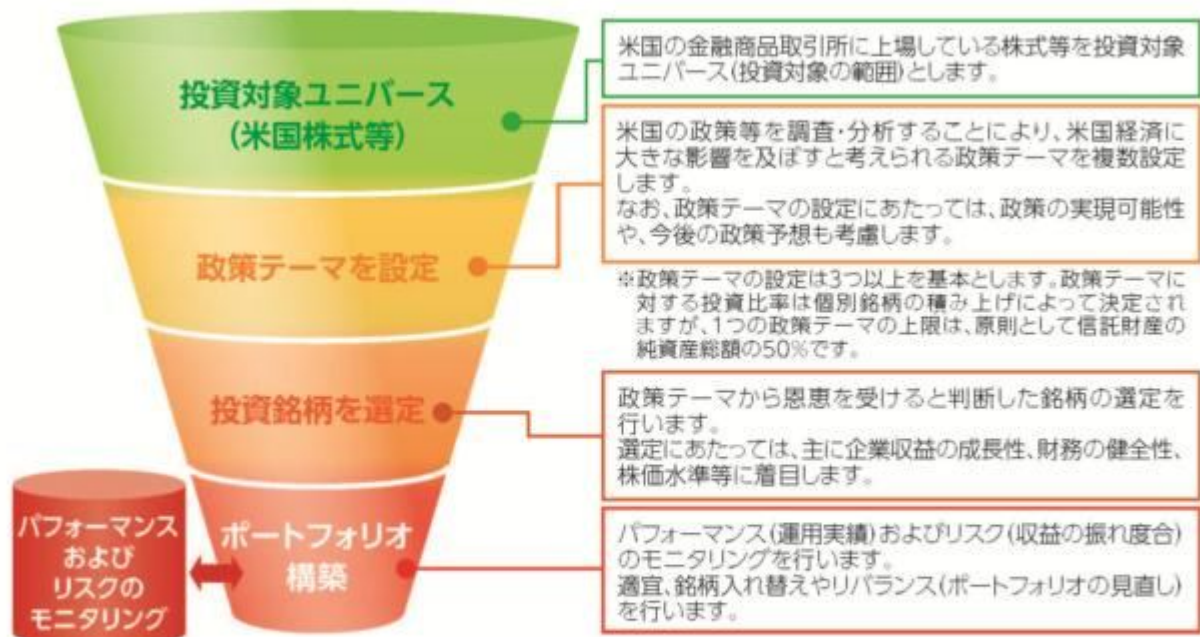 投資対象ユニバース
(米国株式等)
米国の金融商品取引所に上場している株式等を投資対象
ユニバース(投資対象の範囲)とします。
政策テーマを設定
米国の政策等を調査・分析することにより、米国経済に
大きな影響を及ぼすと考えられる政策テーマを複数設定
します。
なお、政策テーマの設定にあたっては、政策の実現可能性
や、今後の政策予想も考慮します。
※政策テーマの設定は3つ以上を基本とします。政策テーマに
対する投資比率は個別銘柄の積み上げによって決定され
ますが、1つの政策テーマの上限は、原則として信託財産の
純資産総額の50%です。
投資銘柄を選定
政策テーマから恩恵を受けると判断した銘柄の選定を
行います。
選定にあたっては、主に企業収益の成長性、財務の健全性、
株価水準等に着目します。
パフォーマンス
および
リスクの
モニタリング
ポートフォリオ
構築
パフォーマンス(運用実績)およびリスク(収益の振れ度合)
のモニタリングを行います。
適宜、銘柄入れ替えやリバランス(ポートフォリオの見直し)
を行います。